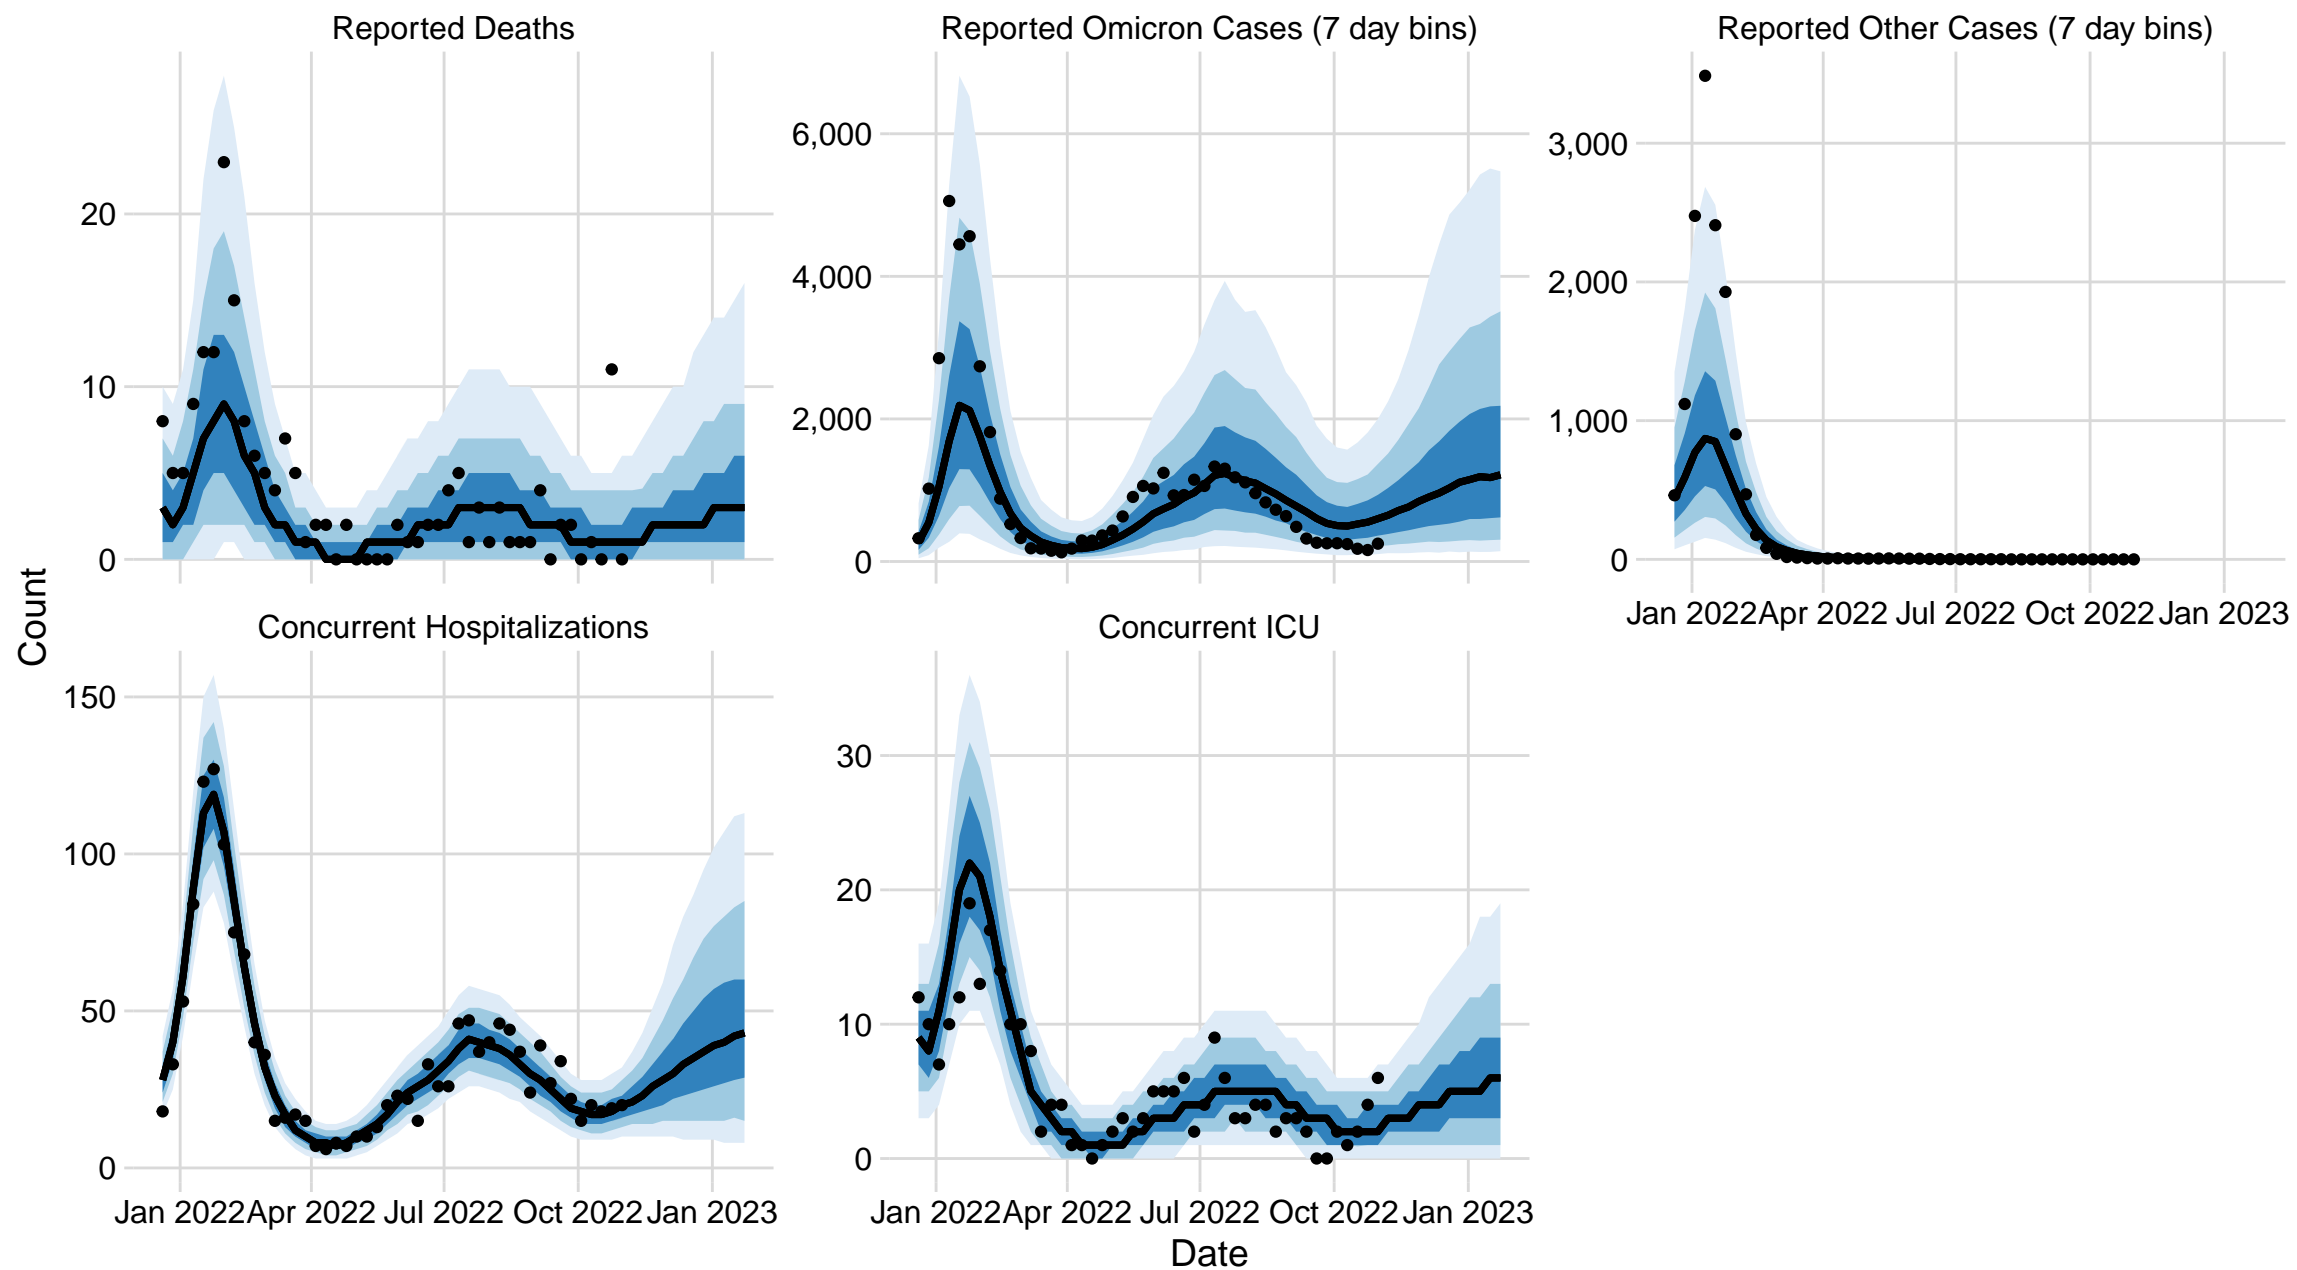 Reported Deaths
Reported Omicron Cases (7 day bins)
Reported Other Cases (7 day bins)
20
10
0
6,000
4,000
2,000
0
3,000
2,000
1,000
0
Jan 2022 Apr 2022 Jul 2022 Oct 2022 Jan 2023
Count
Concurrent Hospitalizations
Concurrent ICU
150
100
50
0
30
20
10
0
Jan 2022 Apr 2022 Jul 2022 Oct 2022 Jan 2023
Jan 2022 Apr 2022 Jul 2022 Oct 2022 Jan 2023
Date